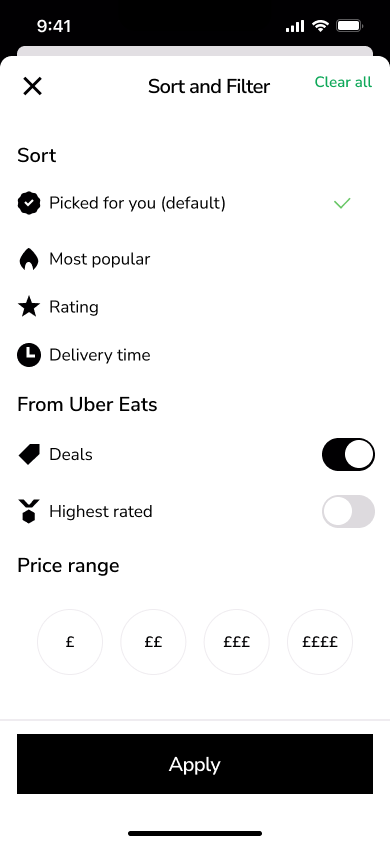 9:41
Sort and Filter
Clear all
Sort
Picked for you (default)
Most popular
Rating
Delivery time
From Uber Eats
Deals
Highest rated
Price range
£ ££ £££ ££££
Apply